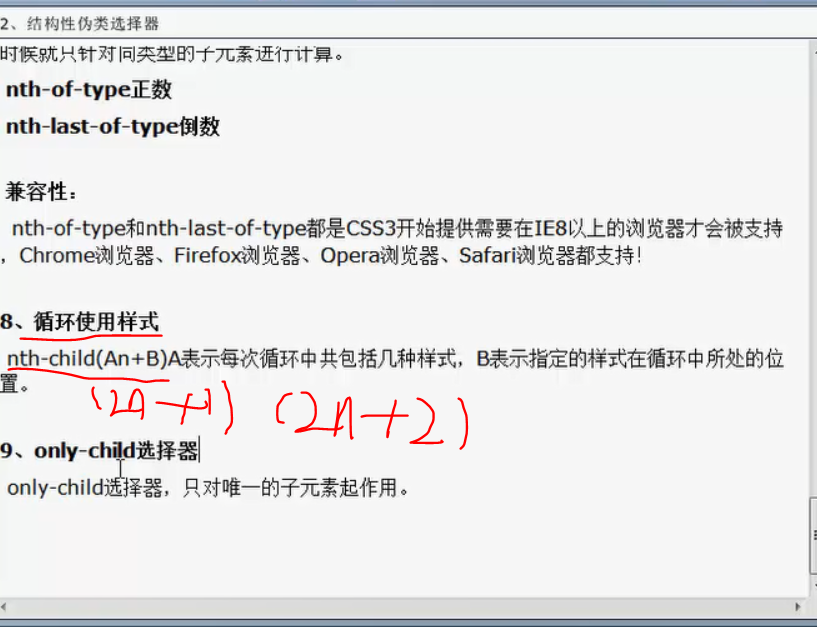 2、结构性伪类选择器
时候就只针对同类型的子元素进行计算。
nth-of-type正数
nth-last-of-type倒数
兼容性：
nth-of-type和nth-last-of-type都是CSS3开始提供需要在IE8以上的浏览器才会被支持
，Chrome浏览器、Firefox浏览器、Opera浏览器、Safari浏览器都支持！
8、循环使用样式
nth-child(An+B)A表示每次循环中共包括几种样式，B表示指定的样式在循环中所处的位
置。
(2n+1) (2n+2)
9、only-child选择器
only-child选择器，只对唯一的子元素起作用。